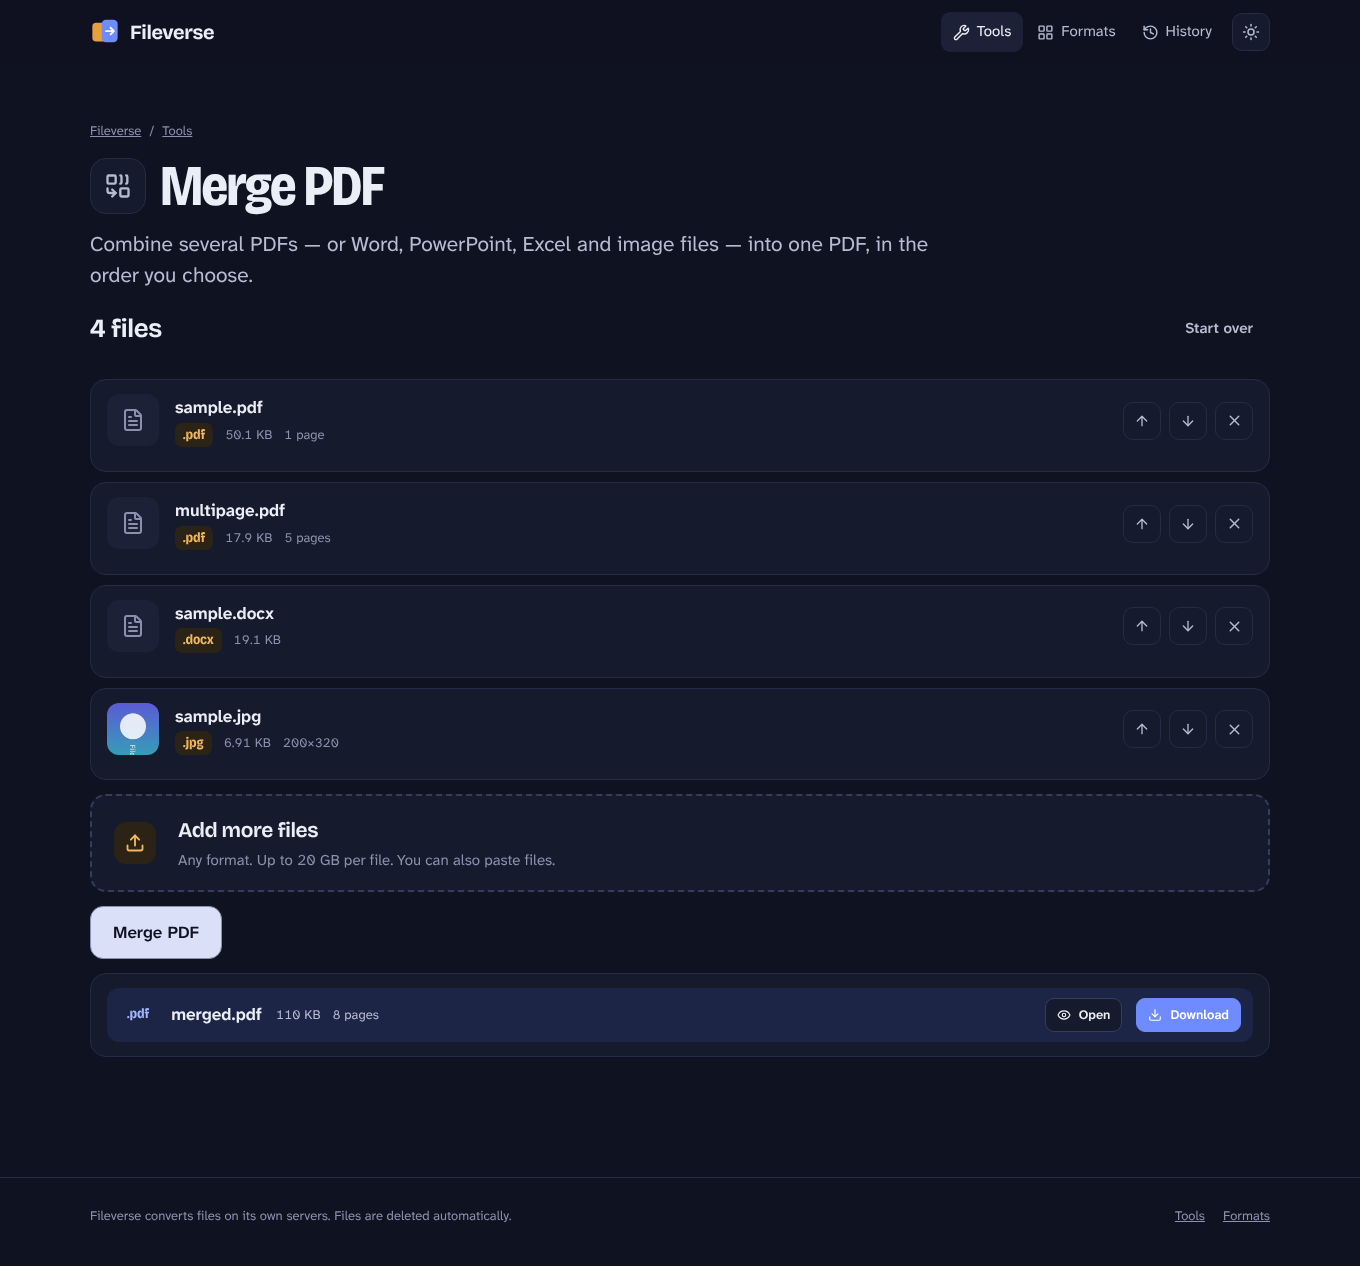 Fileverse
Tools
Formats
History
Fileverse / Tools
Merge PDF
Combine several PDFs — or Word, PowerPoint, Excel and image files — into one PDF, in the
order you choose.
4 files
Start over
sample.pdf
.pdf 50.1 KB 1 page
multipage.pdf
.pdf 17.9 KB 5 pages
sample.docx
.docx 19.1 KB
sample.jpg
.jpg 6.91 KB 200×320
Add more files
Any format. Up to 20 GB per file. You can also paste files.
Merge PDF
.pdf merged.pdf 110 KB 8 pages
Open
Download
Fileverse converts files on its own servers. Files are deleted automatically.
Tools
Formats